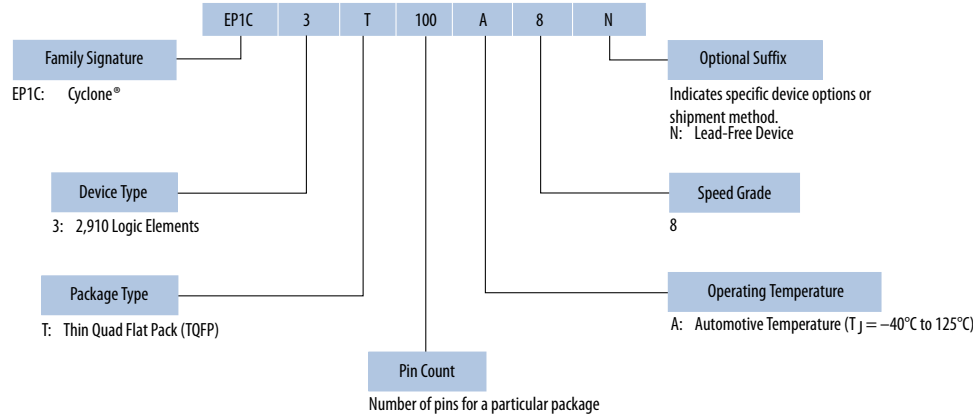 EP1C 3 T 100 A 8 N
Family Signature
EP1C: Cyclone®
Optional Suffix
Indicates specific device options or
shipment method.
N: Lead-Free Device
Device Type
3: 2,910 Logic Elements
Speed Grade
8
Package Type
T: Thin Quad Flat Pack (TQFP)
Operating Temperature
A: Automotive Temperature (T J = –40°C to 125°C)
Pin Count
Number of pins for a particular package